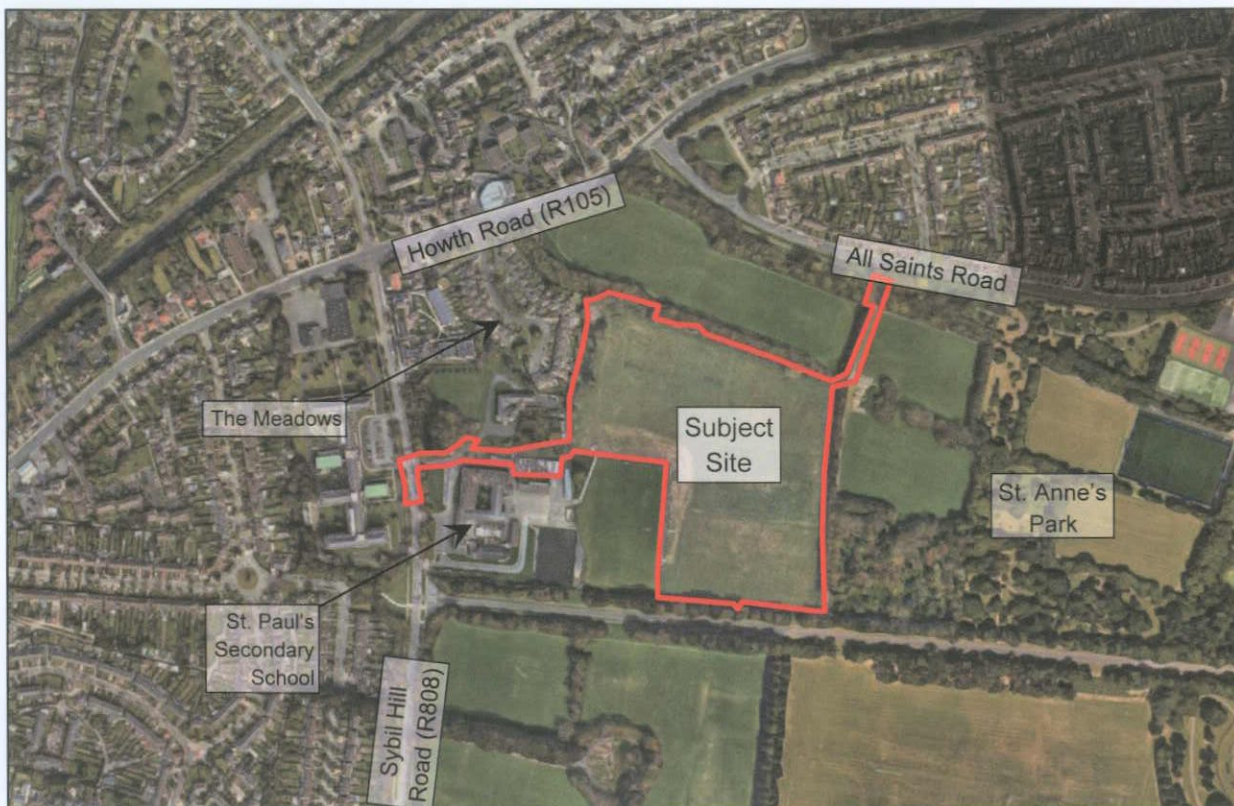 Howth Road (R105)
All Saints Road
The Meadows
Subject
Site
St. Anne's
Park
St. Paul's
Secondary
School
Sybil Hill
Road (R808)